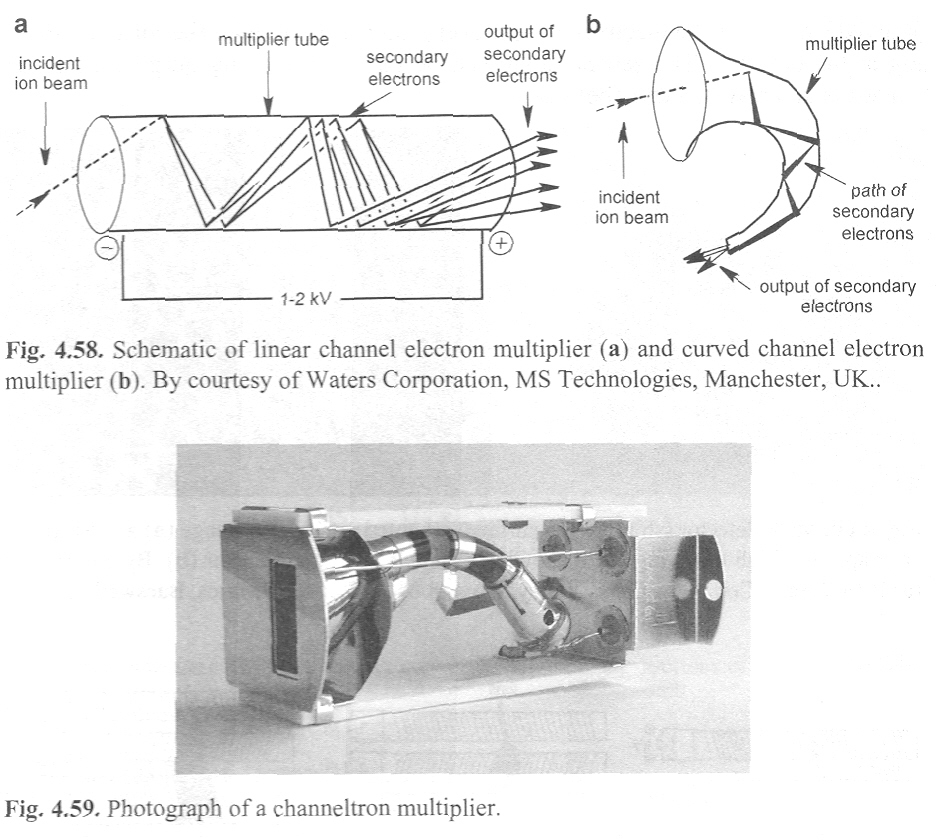 a
incident
ion beam
multiplier tube
secondary
electrons
output of
secondary
electrons
−
+
1-2 kV
b
multiplier tube
incident
ion beam
path of
secondary
electrons
output of secondary
electrons
Fig. 4.58. Schematic of linear channel electron multiplier (a) and curved channel electron
multiplier (b). By courtesy of Waters Corporation, MS Technologies, Manchester, UK..
Fig. 4.59. Photograph of a channeltron multiplier.